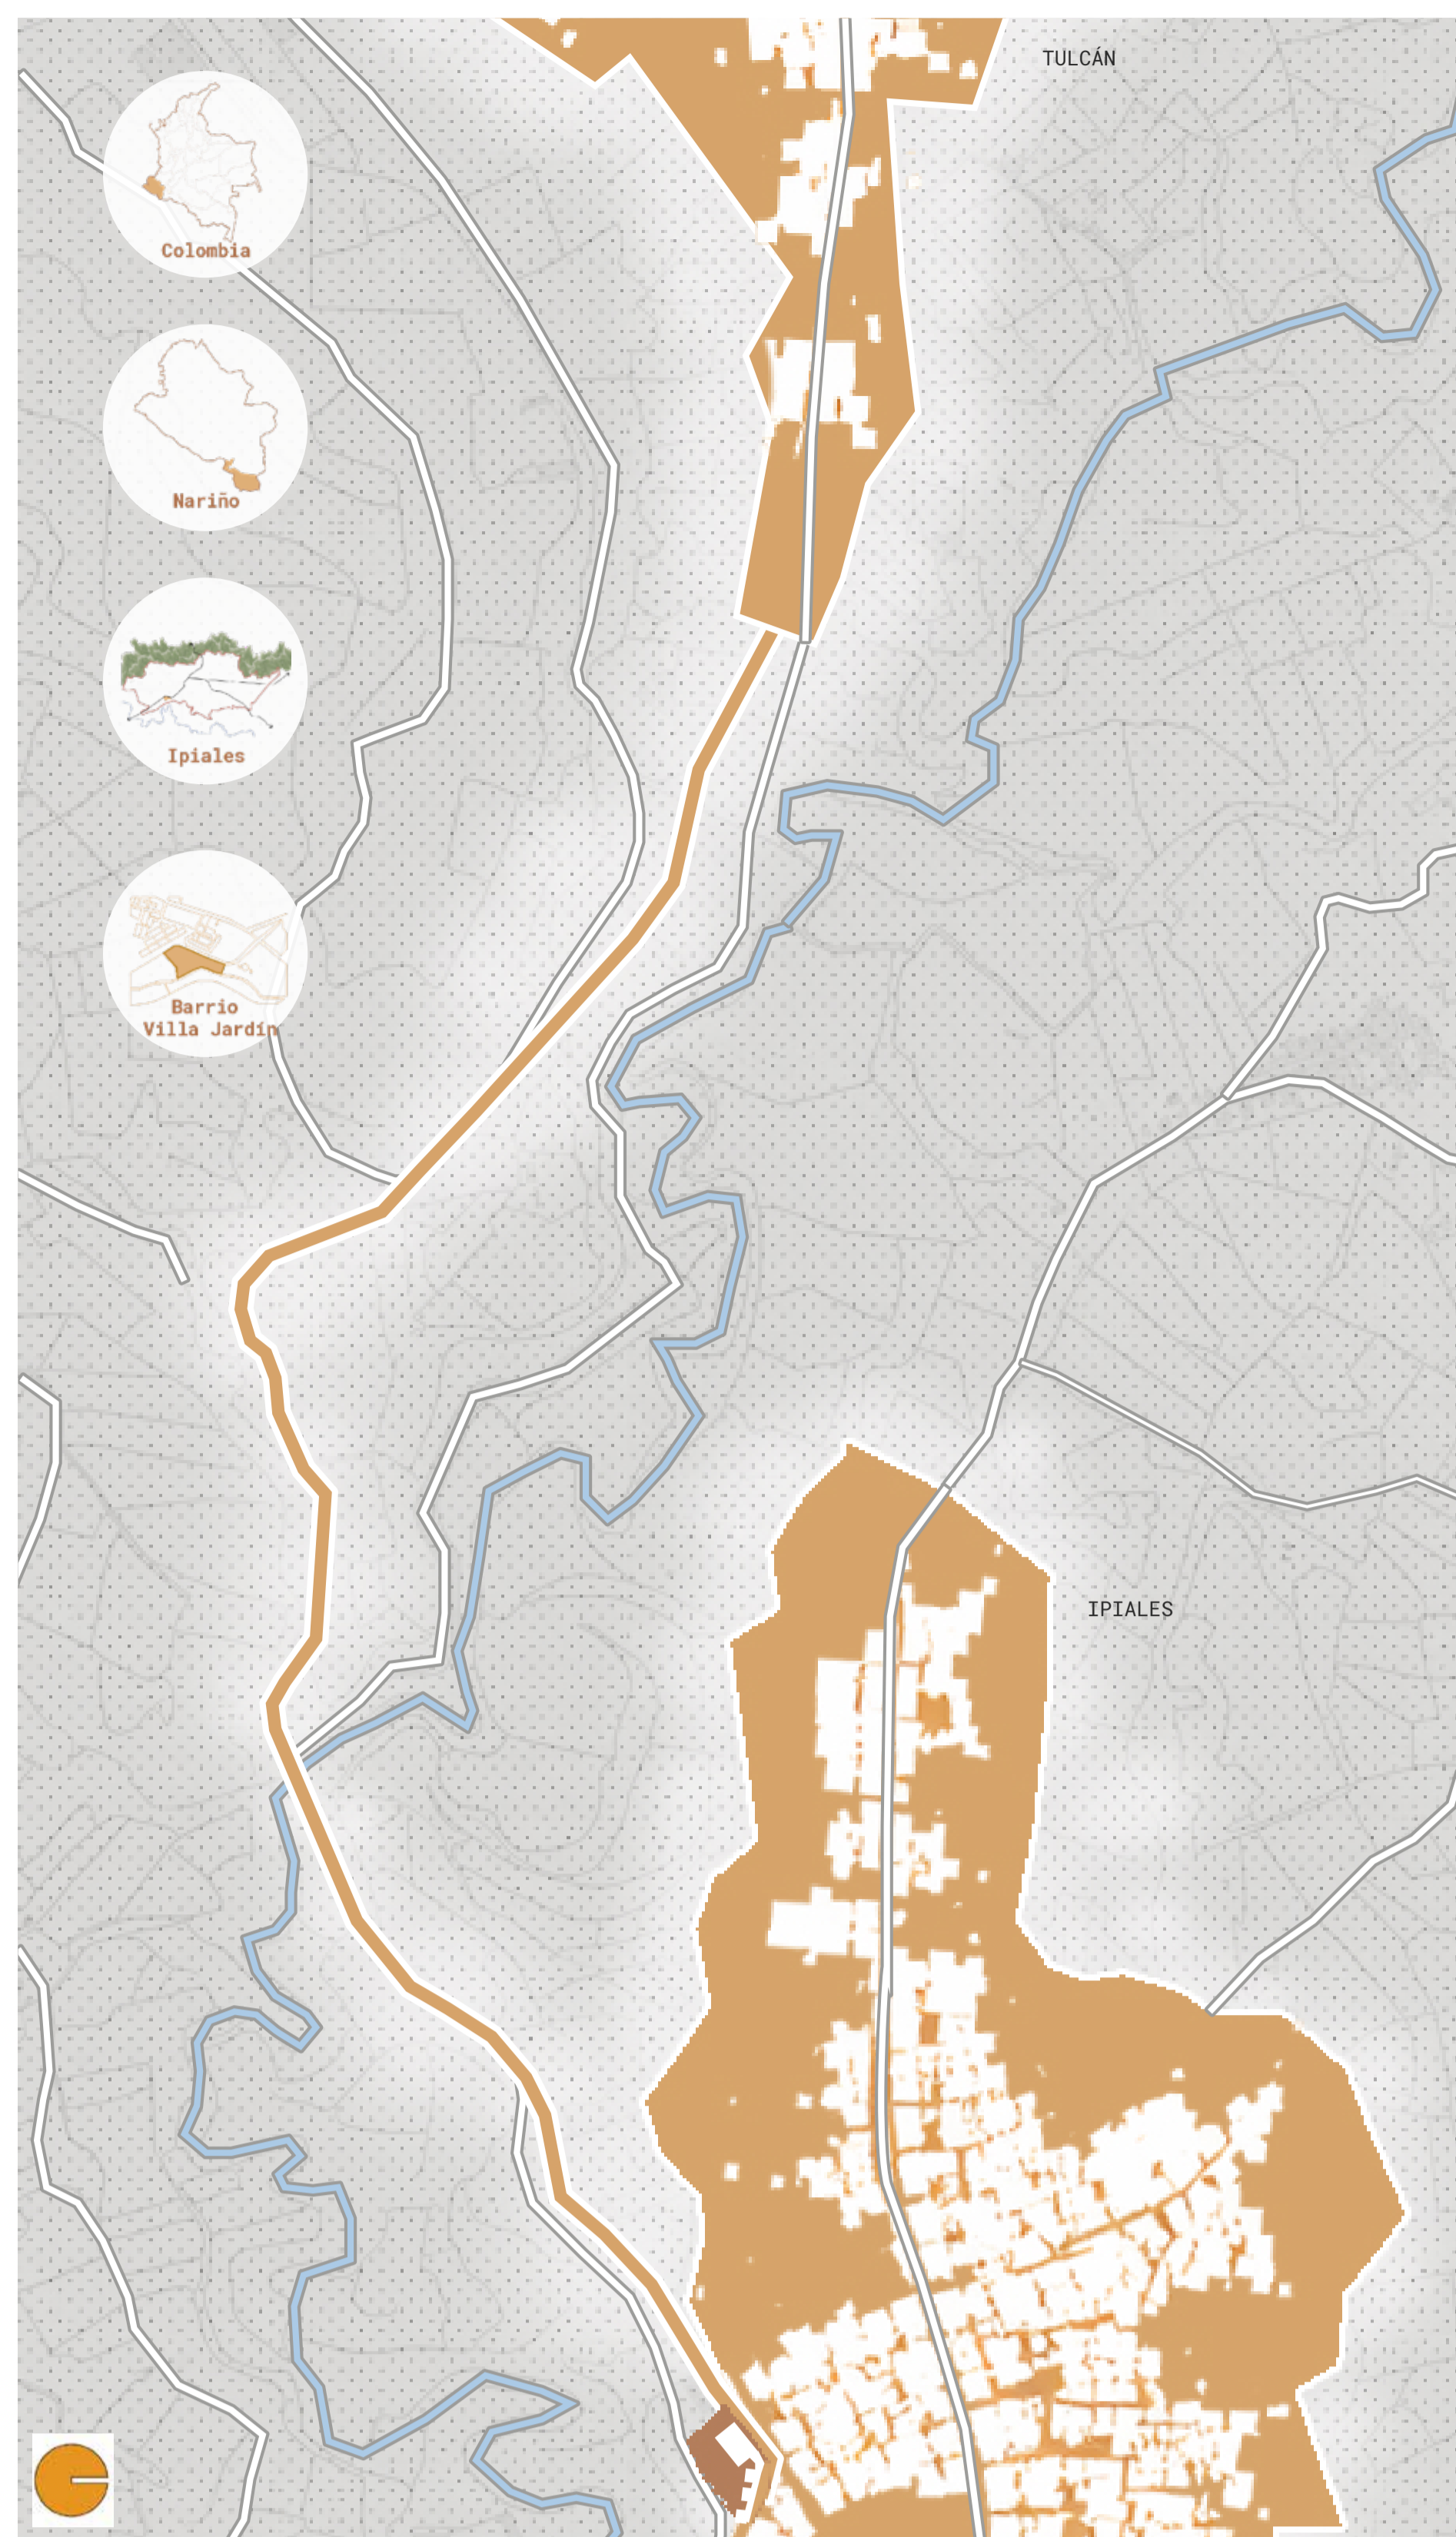 TULCÁN
Colombia
Nariño
Ipiales
Barrio
Villa Jardín
IPIALES